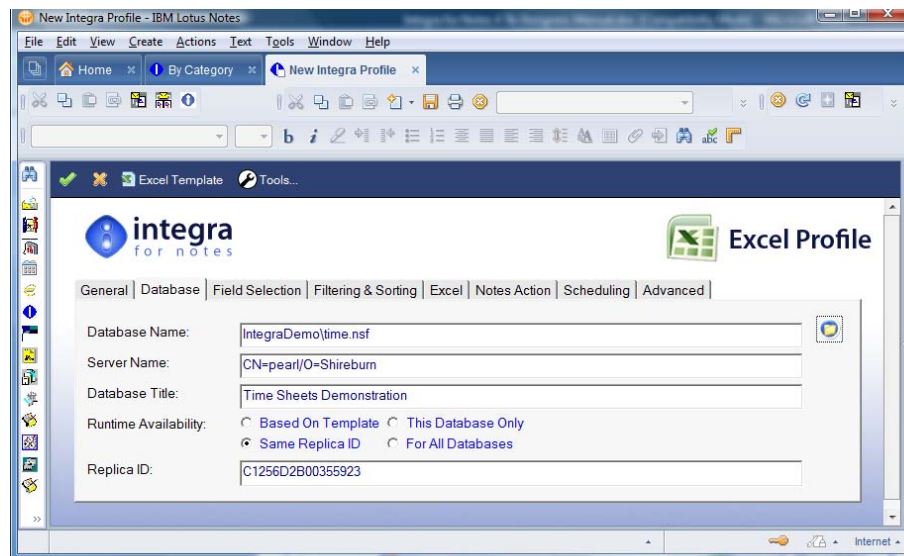 New Integra Profile - IBM Lotus Notes
File Edit View Create Actions Text Tools Window Help
Home By Category New Integra Profile
Excel Template Tools...
integra
for notes
Excel Profile
General Database Field Selection Filtering & Sorting Excel Notes Action Scheduling Advanced
Database Name: IntegraDemo\time.nsf
Server Name: CN=pearl/O=Shireburn
Database Title: Time Sheets Demonstration
Runtime Availability: Based On Template This Database Only
Same Replica ID For All Databases
Replica ID: C1256D2B00355923
Internet